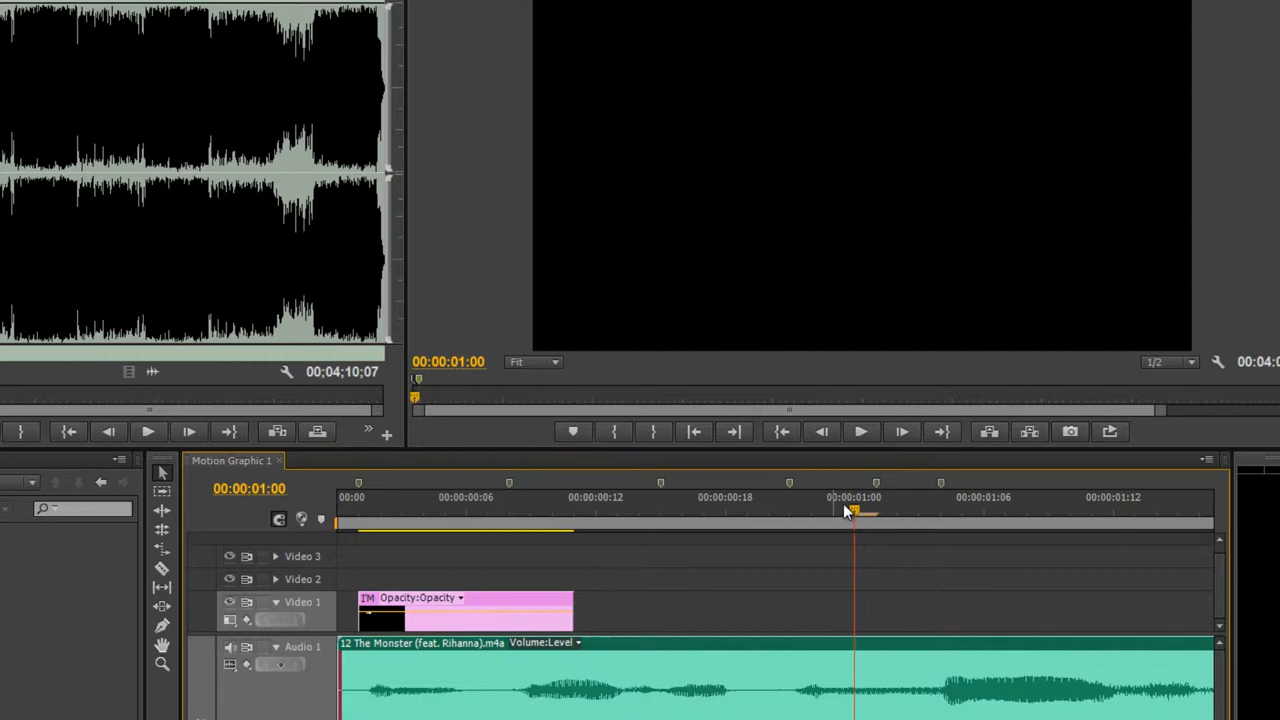 00:00:01:00
Fit
1/2
00;04;10;07
Motion Graphic 1
00:00:01:00
00:00
00:00:00:06
00:00:00:12
00:00:00:18
00:00:01:00
00:00:01:06
00:00:01:12
Video 3
Video 2
Video 1
I'M Opacity:Opacity
Audio 1
12 The Monster (feat. Rihanna).m4a Volume:Level